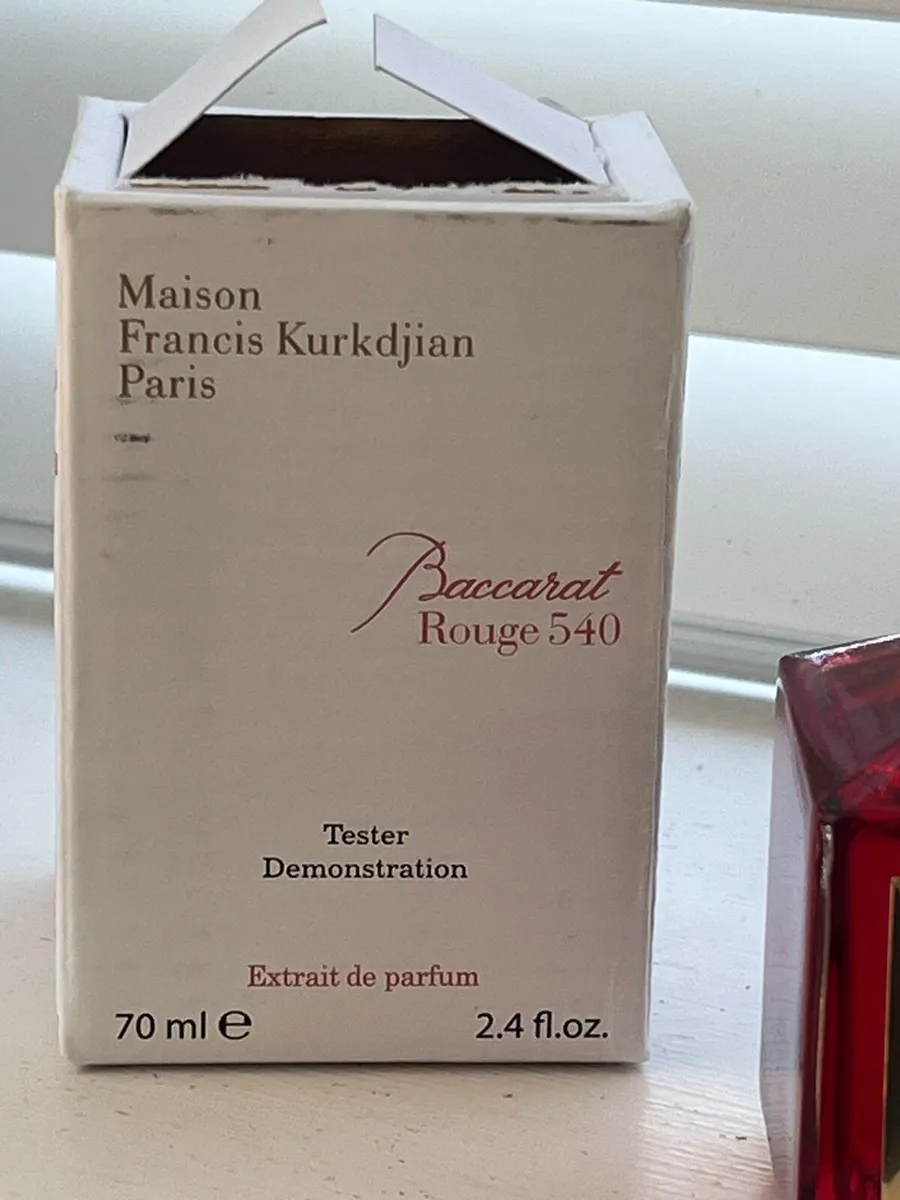 Maison
Francis Kurkdjian
Paris
Baccarat
Rouge 540
Tester
Demonstration
Extrait de parfum
70 ml ℮ 2.4 fl.oz.